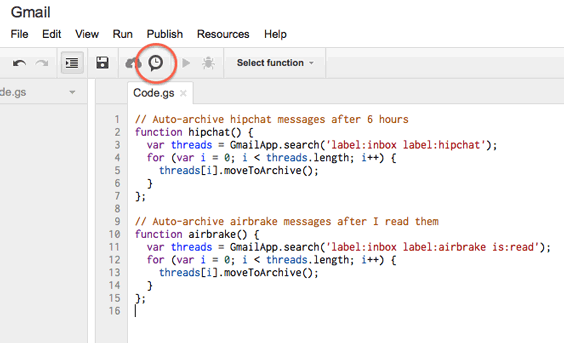 Gmail
File Edit View Run Publish Resources Help
Select function
de.gs
Code.gs ×
1 // Auto-archive hipchat messages after 6 hours
2 function hipchat() {
3 var threads = GmailApp.search('label:inbox label:hipchat');
4 for (var i = 0; i < threads.length; i++) {
5 threads[i].moveToArchive();
6 }
7 };
8
9 // Auto-archive airbrake messages after I read them
10 function airbrake() {
11 var threads = GmailApp.search('label:inbox label:airbrake is:read');
12 for (var i = 0; i < threads.length; i++) {
13 threads[i].moveToArchive();
14 }
15 };
16